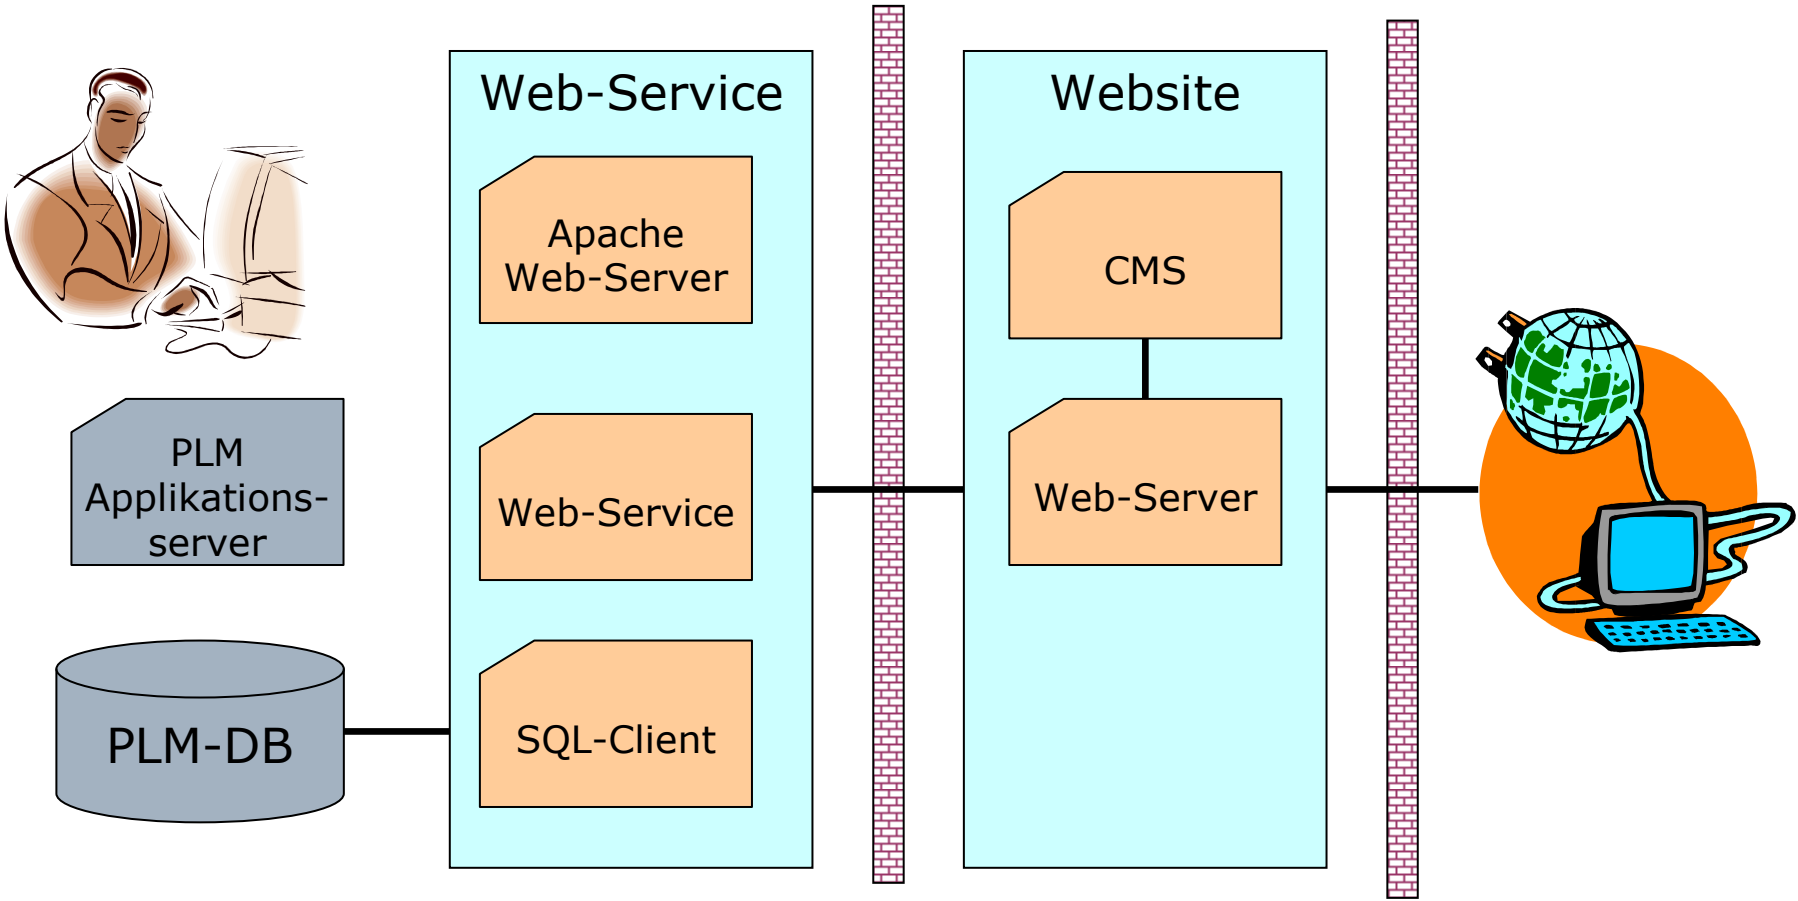 Web-Service
Apache
Web-Server
Web-Service
SQL-Client
PLM
Applikations-
server
PLM-DB
Website
CMS
Web-Server